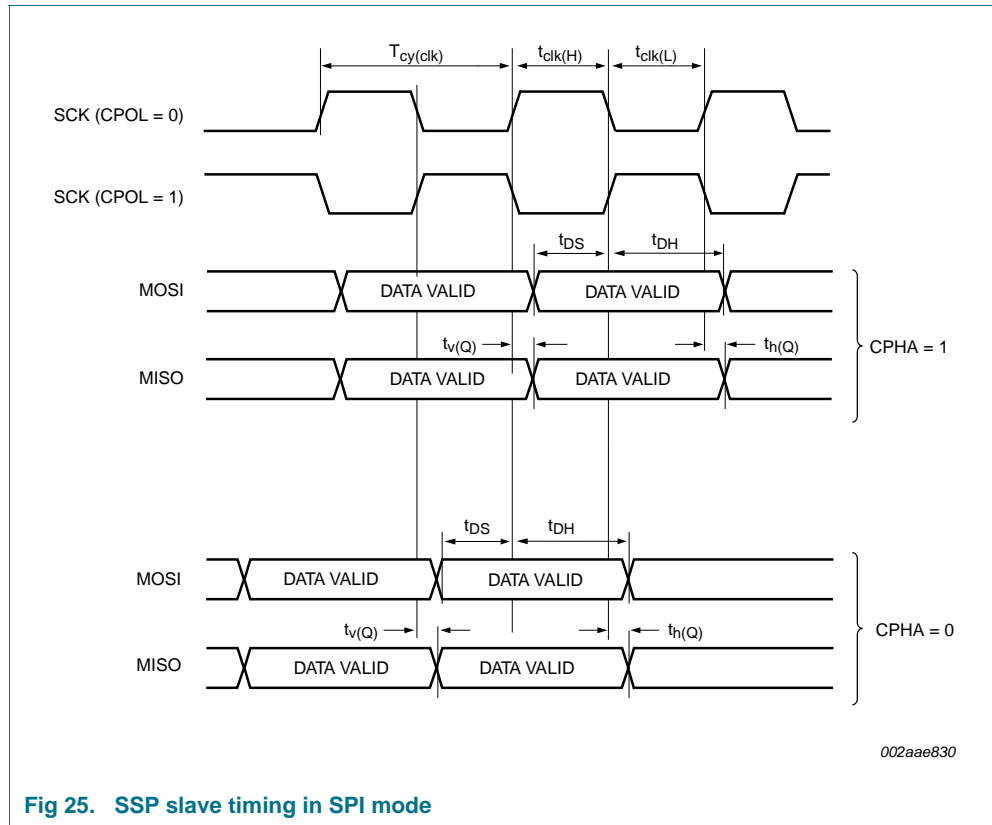 Tcy(clk) tclk(H) tclk(L)
SCK (CPOL = 0)
SCK (CPOL = 1)
tDS tDH
MOSI DATA VALID DATA VALID
tv(Q) th(Q)
CPHA = 1
MISO DATA VALID DATA VALID
tDS tDH
MOSI DATA VALID DATA VALID
tv(Q) th(Q)
CPHA = 0
MISO DATA VALID DATA VALID
002aae830
Fig 25. SSP slave timing in SPI mode